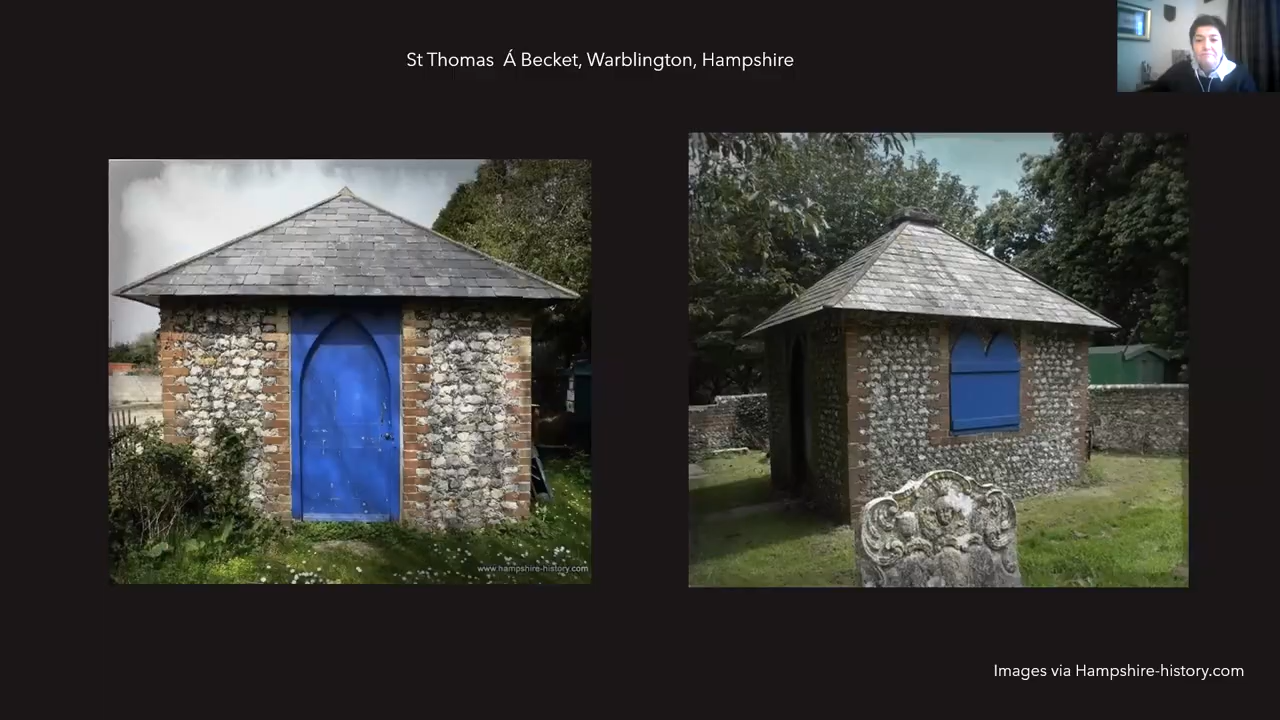 St Thomas Á Becket, Warblington, Hampshire
www.hampshire-history.com
Images via Hampshire-history.com